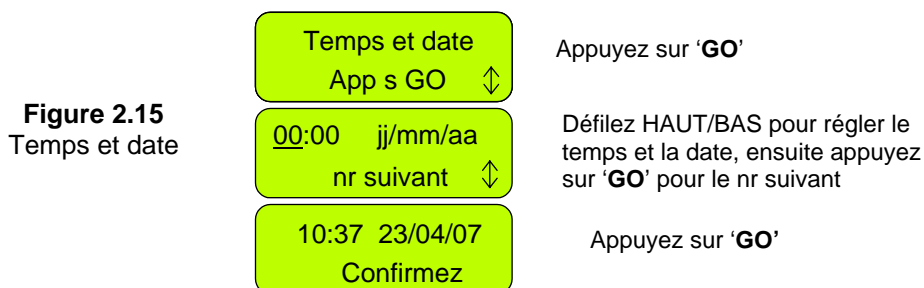 Figure 2.15
Temps et date
Temps et date
App s GO
Appuyez sur ‘GO’
00:00 jj/mm/aa
nr suivant
Défilez HAUT/BAS pour régler le
temps et la date, ensuite appuyez
sur ‘GO’ pour le nr suivant
10:37 23/04/07
Confirmez
Appuyez sur ‘GO’